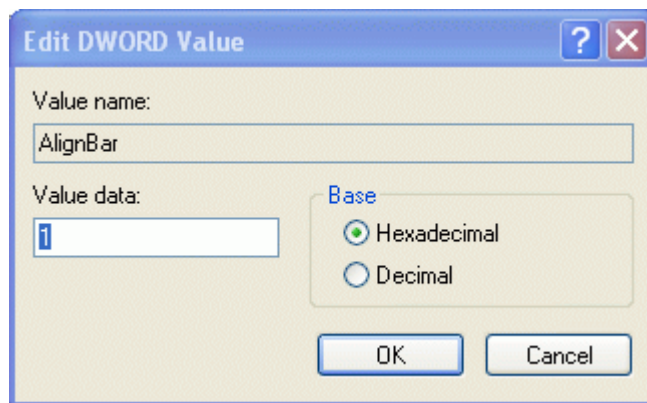 Edit DWORD Value
?
Value name:
AlignBar
Value data:
1
Base
Hexadecimal
Decimal
OK
Cancel